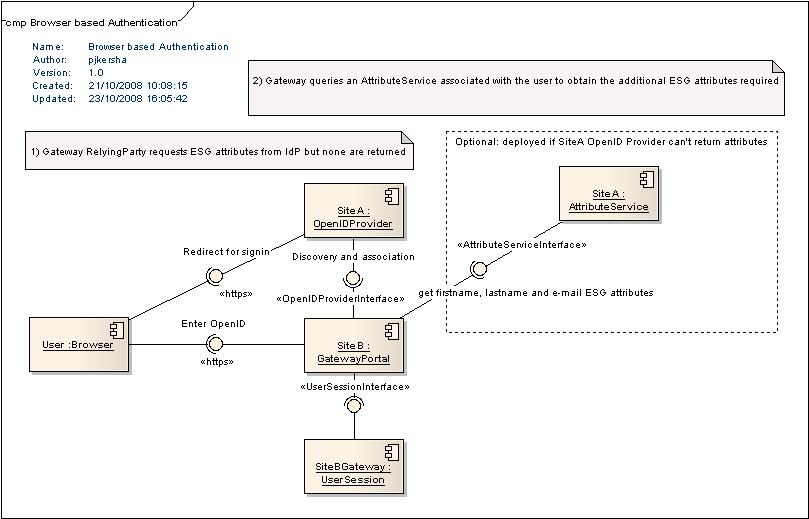 cmp Browser based Authentication
Name: Browser based Authentication
Author: pjkersha
Version: 1.0
Created: 21/10/2008 10:08:15
Updated: 23/10/2008 16:05:42
2) Gateway queries an AttributeService associated with the user to obtain the additional ESG attributes required
1) Gateway RelyingParty requests ESG attributes from IdP but none are returned
Optional: deployed if SiteA OpenID Provider can't return attributes
SiteA :
AttributeService
SiteA :
OpenIDProvider
Redirect for signin
«https»
Discovery and association
«OpenIDProviderInterface»
«AttributeServiceInterface»
get firstname, lastname and e-mail ESG attributes
Enter OpenID
«https»
User :Browser
SiteB :
GatewayPortal
«UserSessionInterface»
SiteBGateway :
UserSession